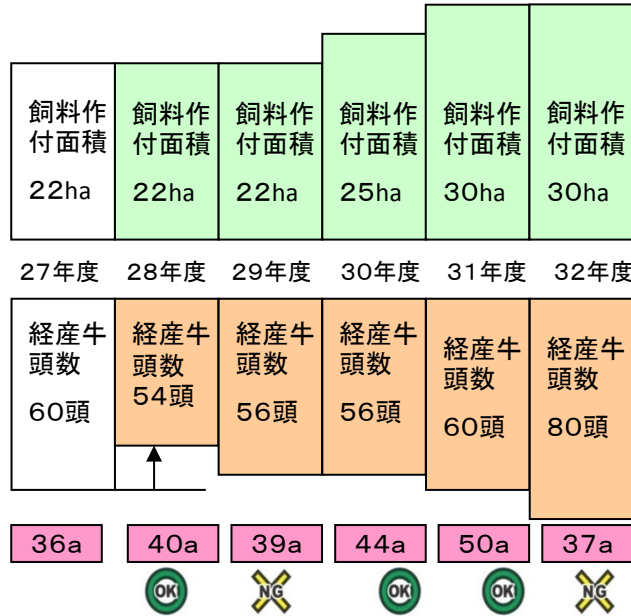 飼料作
付面積
22ha
飼料作
付面積
22ha
飼料作
付面積
22ha
飼料作
付面積
25ha
飼料作
付面積
30ha
飼料作
付面積
30ha
27年度
28年度
29年度
30年度
31年度
32年度
経産牛
頭数
60頭
経産牛
頭数
54頭
経産牛
頭数
56頭
経産牛
頭数
56頭
経産牛
頭数
60頭
経産牛
頭数
80頭
36a
40a
39a
44a
50a
37a
OK
NG
OK
OK
NG